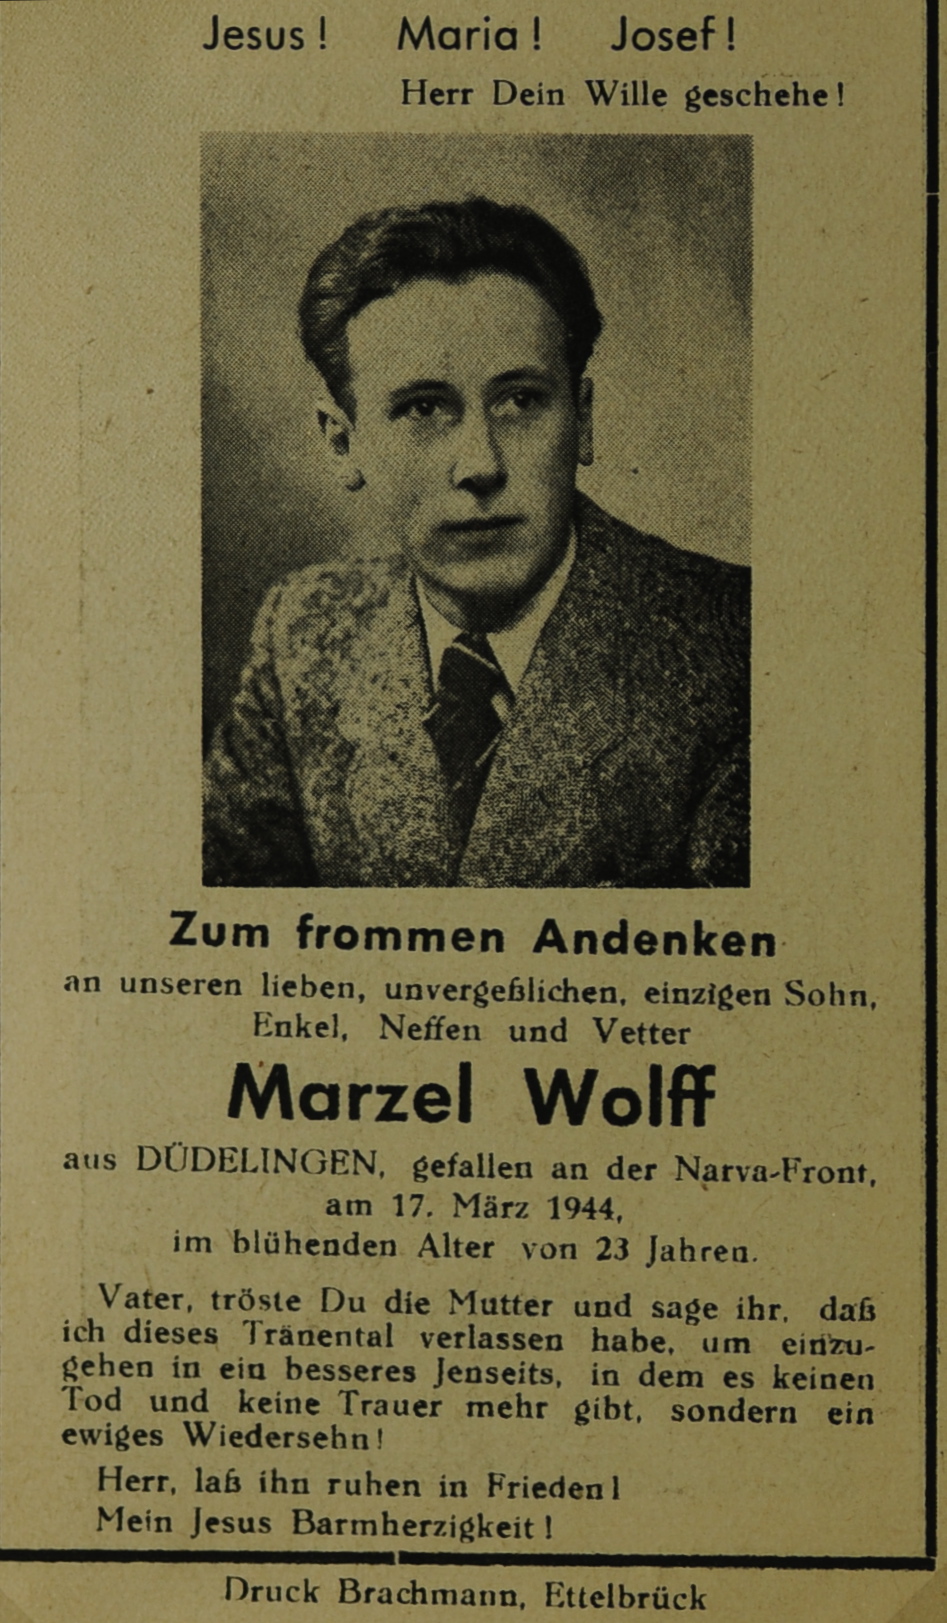 Jesus! Maria! Josef!
Herr Dein Wille geschehe!
Zum frommen Andenken
an unseren lieben, unvergeßlichen, einzigen Sohn,
Enkel, Neffen und Vetter
Marzel Wolff
aus DÜDELINGEN, gefallen an der Narva-Front,
am 17. März 1944,
im blühenden Alter von 23 Jahren.
Vater, tröste Du die Mutter und sage ihr, daß
ich dieses Tränental verlassen habe, um einzu-
gehen in ein besseres Jenseits, in dem es keinen
Tod und keine Trauer mehr gibt, sondern ein
ewiges Wiedersehn!
Herr, laß ihn ruhen in Frieden!
Mein Jesus Barmherzigkeit!
Druck Brachmann, Ettelbrück